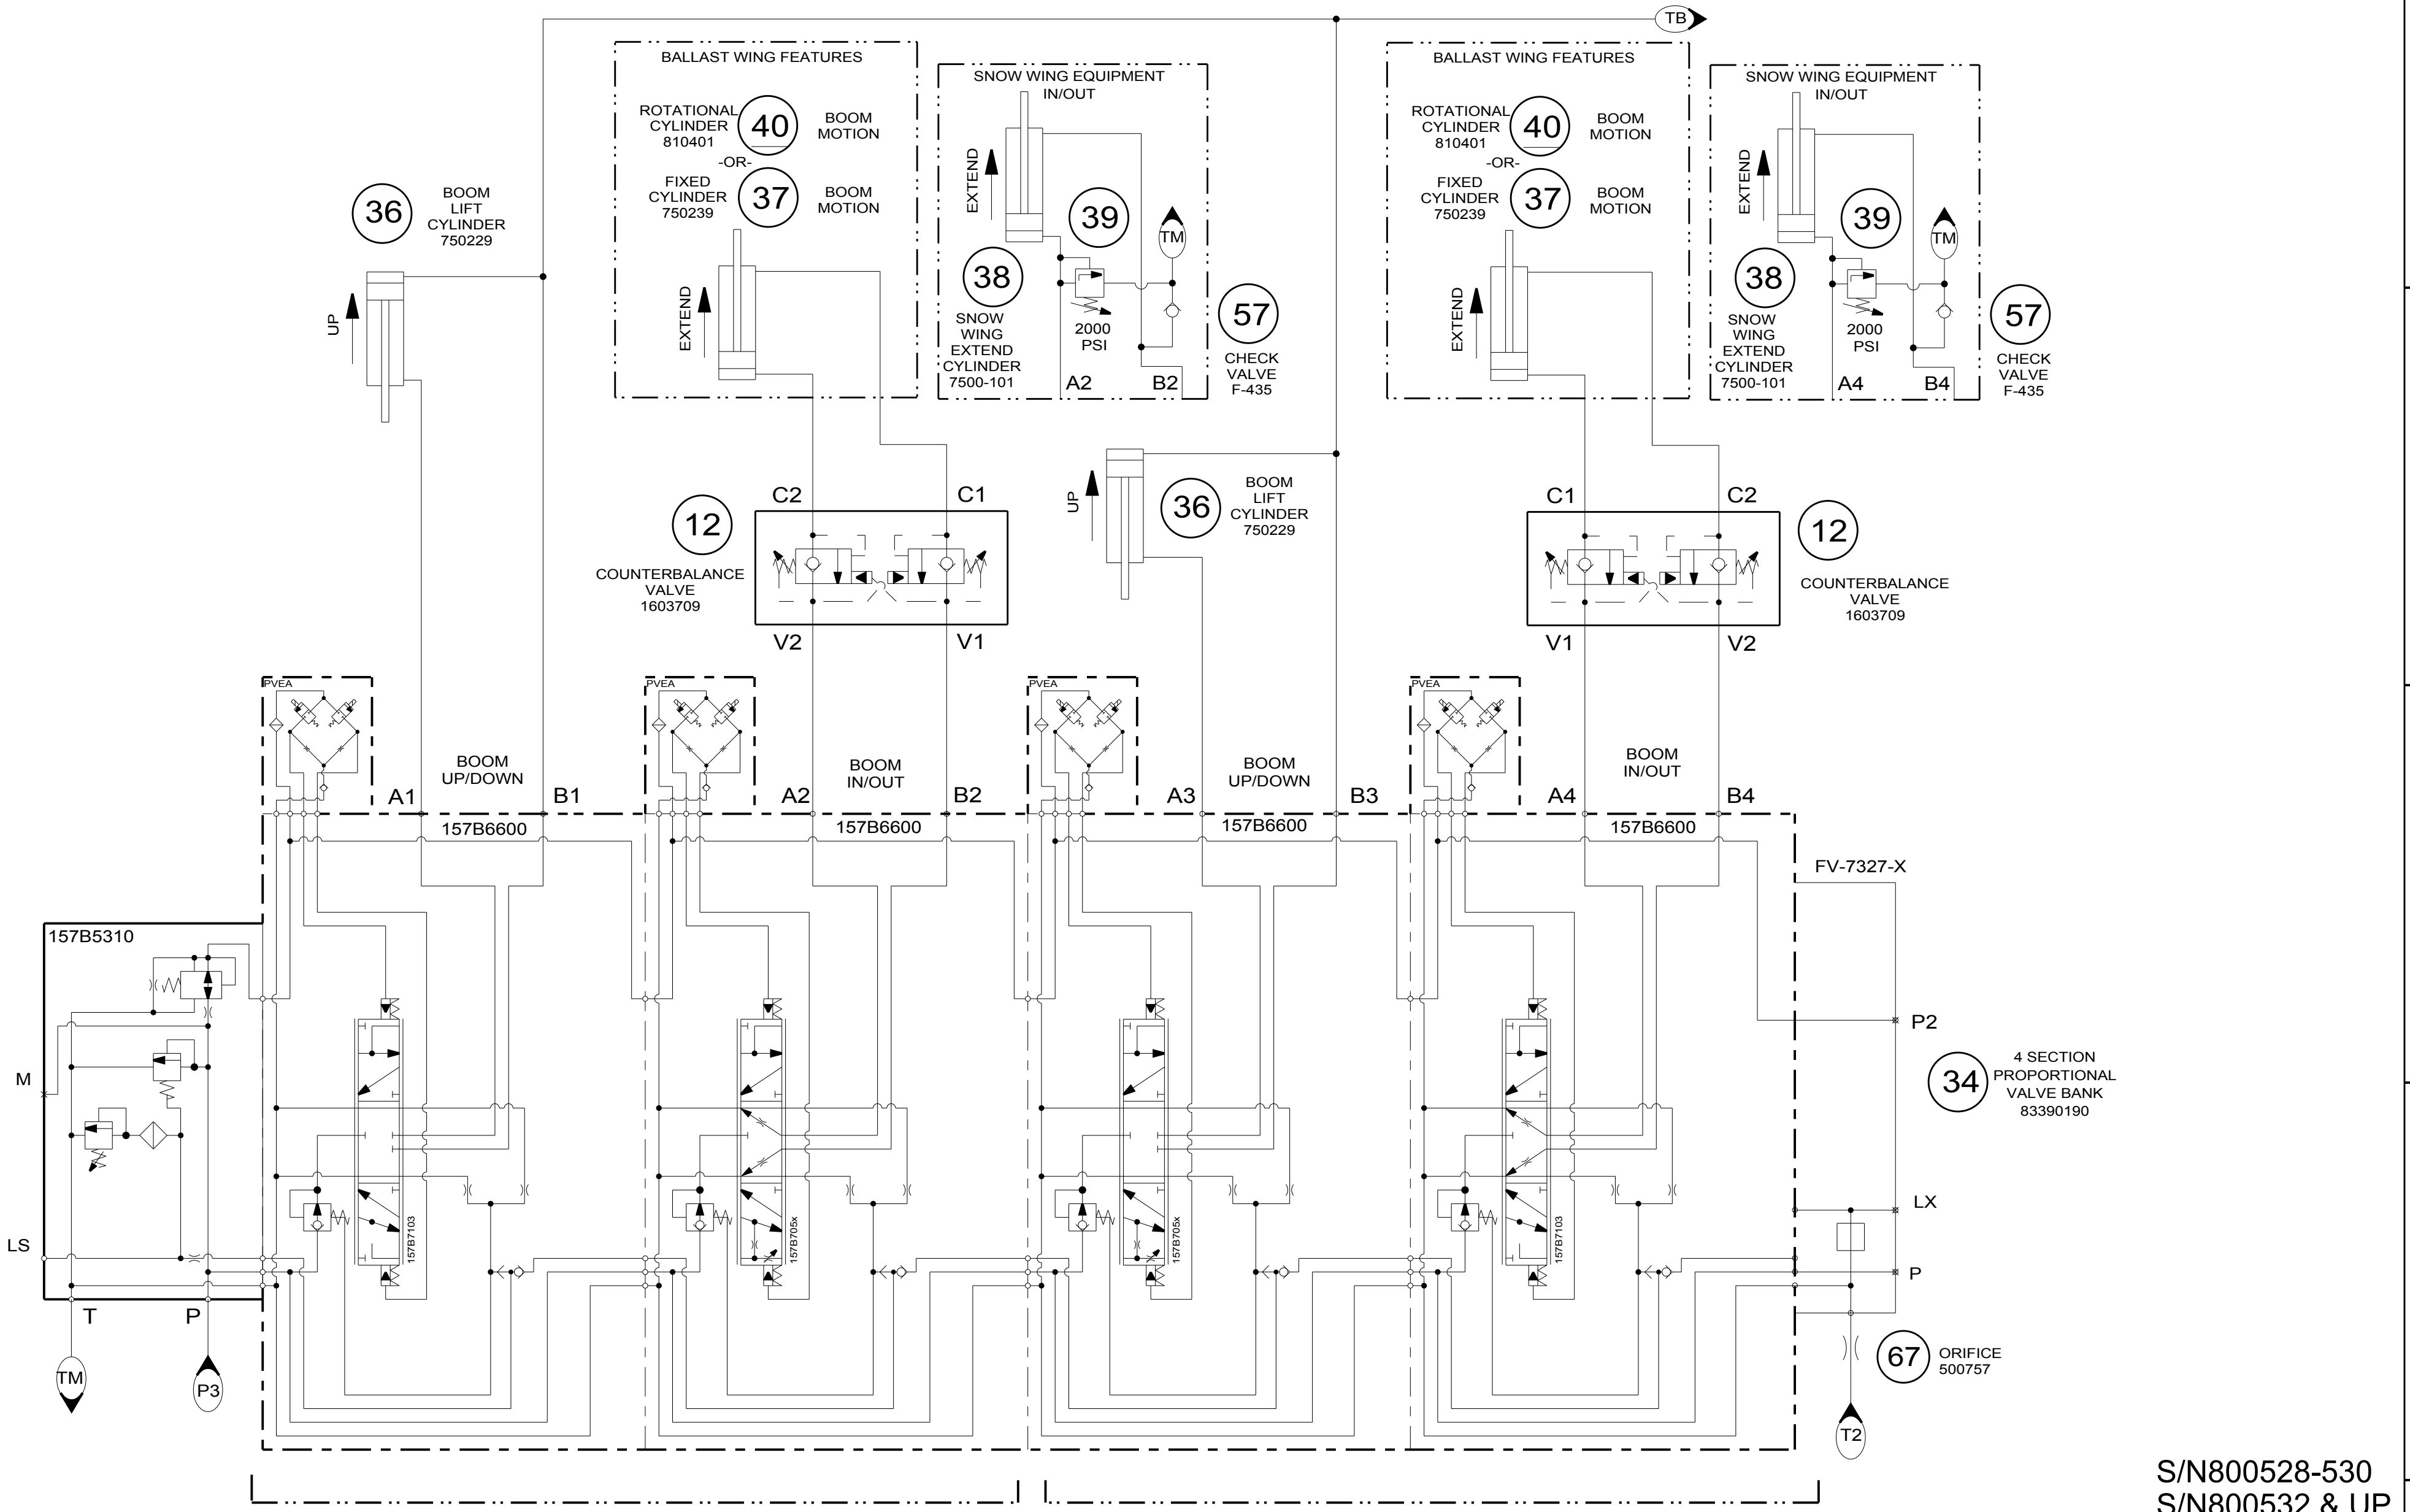 TB
BALLAST WING FEATURES
ROTATIONAL
CYLINDER
810401
40
BOOM
MOTION
-OR-
FIXED
CYLINDER
750239
37
BOOM
MOTION
EXTEND
SNOW WING EQUIPMENT
IN/OUT
EXTEND
39
TM
38
SNOW
WING
EXTEND
CYLINDER
7500-101
2000
PSI
A2
B2
57
CHECK
VALVE
F-435
BALLAST WING FEATURES
ROTATIONAL
CYLINDER
810401
40
BOOM
MOTION
-OR-
FIXED
CYLINDER
750239
37
BOOM
MOTION
EXTEND
SNOW WING EQUIPMENT
IN/OUT
EXTEND
39
TM
38
SNOW
WING
EXTEND
CYLINDER
7500-101
2000
PSI
A4
B4
57
CHECK
VALVE
F-435
36
BOOM
LIFT
CYLINDER
750229
UP
UP
36
BOOM
LIFT
CYLINDER
750229
C2
C1
12
COUNTERBALANCE
VALVE
1603709
V2
V1
C1
C2
12
COUNTERBALANCE
VALVE
1603709
V1
V2
PVEA
PVEA
PVEA
PVEA
BOOM
UP/DOWN
A1
B1
BOOM
IN/OUT
A2
B2
BOOM
UP/DOWN
A3
B3
BOOM
IN/OUT
A4
B4
157B6600
157B6600
157B6600
157B6600
FV-7327-X
157B5310
M
LS
T
P
TM
P3
157B7103
157B705x
157B705x
157B7103
P2
34
4 SECTION
PROPORTIONAL
VALVE BANK
83390190
LX
P
67
ORIFICE
500757
T2
S/N800528-530
S/N800532 & UP